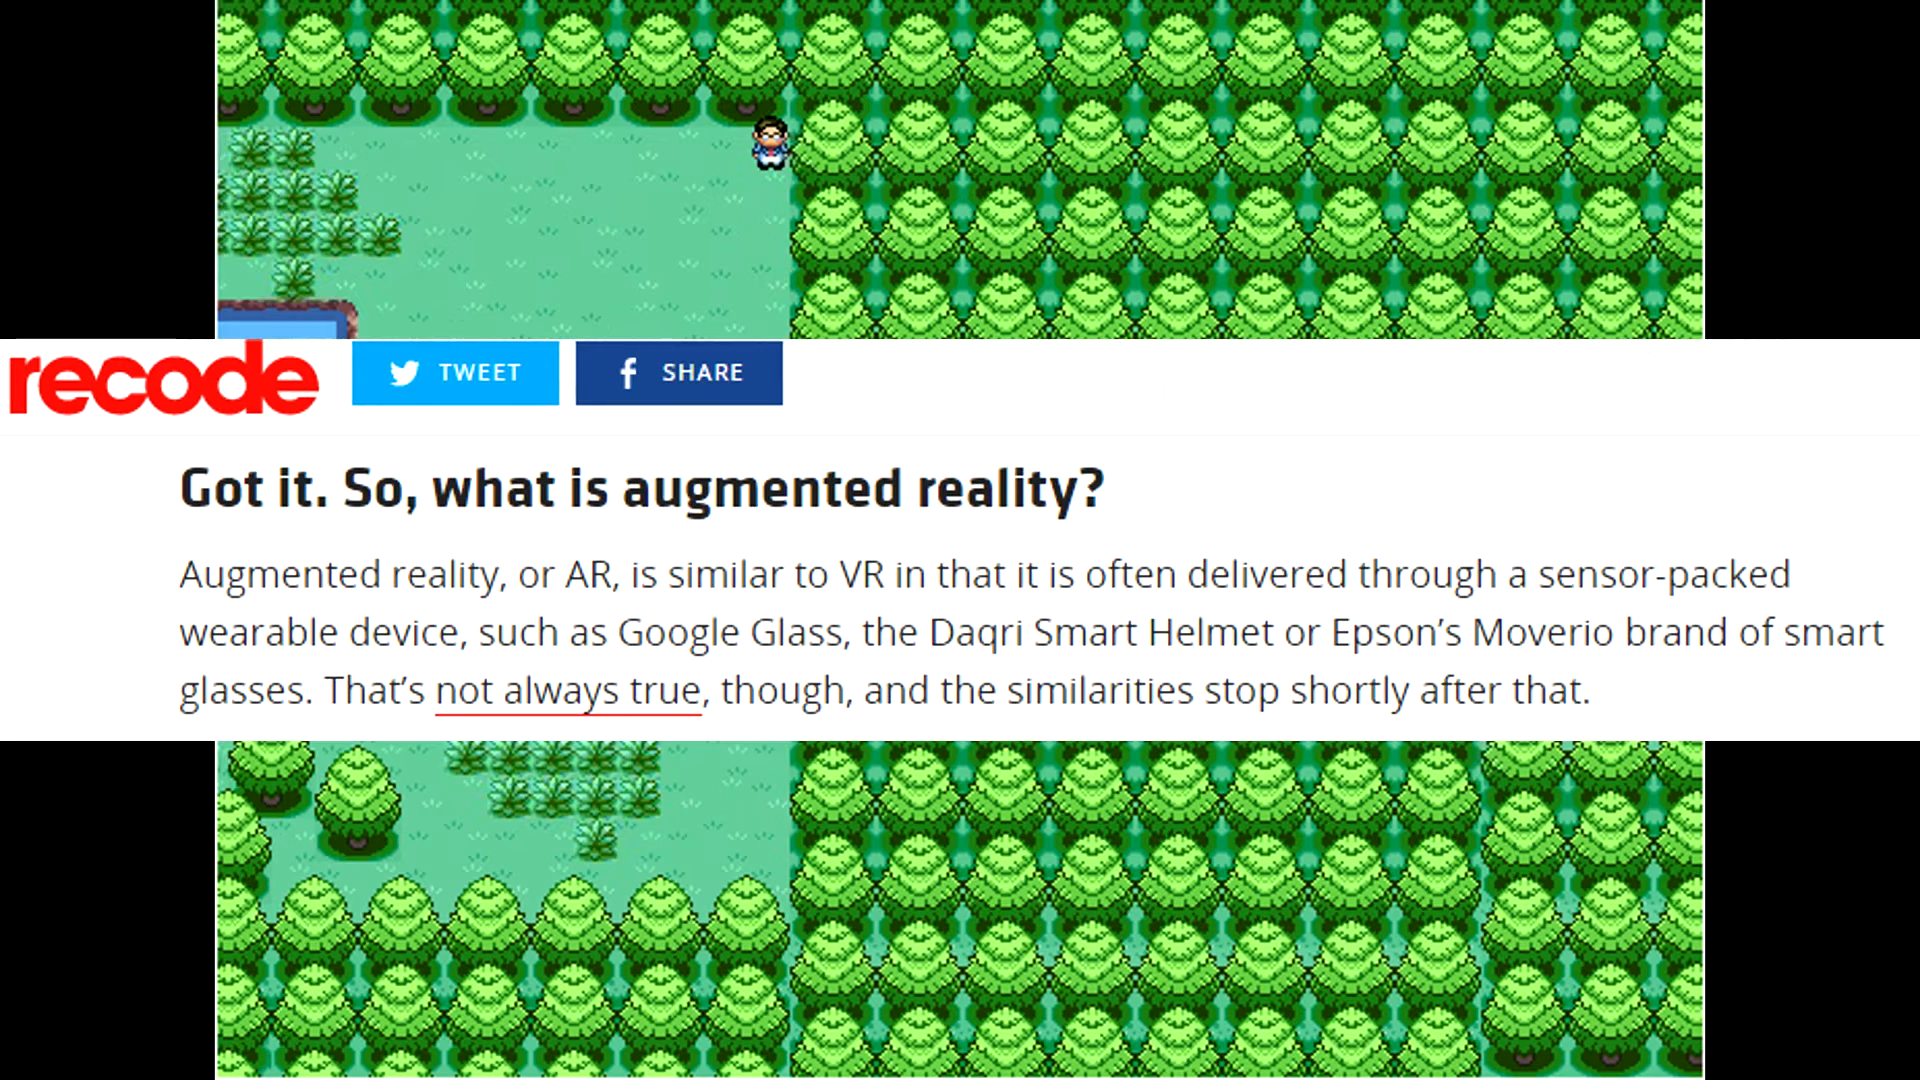 recode
TWEET
SHARE
Got it. So, what is augmented reality?
Augmented reality, or AR, is similar to VR in that it is often delivered through a sensor-packed
wearable device, such as Google Glass, the Daqri Smart Helmet or Epson’s Moverio brand of smart
glasses. That’s not always true, though, and the similarities stop shortly after that.